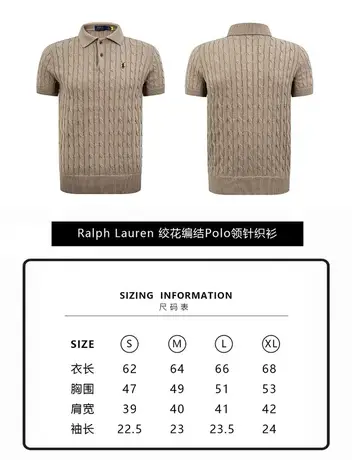 Ralph Lauren 绞花编结Polo领针织衫
SIZING INFORMATION
尺码表
SIZE S M L XL
衣长 62 64 66 68
胸围 47 49 51 53
肩宽 39 40 41 42
袖长 22.5 23 23.5 24